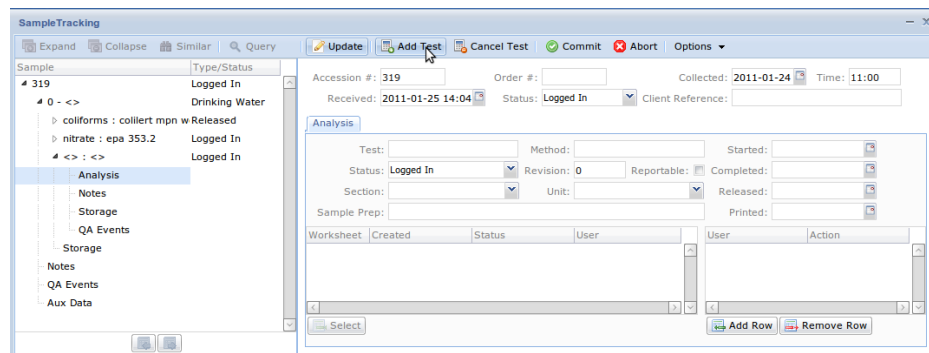 SampleTracking
Expand Collapse Similar Query Update Add Test Cancel Test Commit Abort Options
Sample Type/Status
319 Logged In
0 - <> Drinking Water
coliforms : colilert mpn w Released
nitrate : epa 353.2 Logged In
<> : <> Logged In
Analysis
Notes
Storage
QA Events
Storage
Notes
QA Events
Aux Data
Accession #: 319 Order #: Collected: 2011-01-24 Time: 11:00
Received: 2011-01-25 14:04 Status: Logged In Client Reference:
Analysis
Test: Method: Started:
Status: Logged In Revision: 0 Reportable: Completed:
Section: Unit: Released:
Sample Prep: Printed:
Worksheet Created Status User User Action
Select Add Row Remove Row